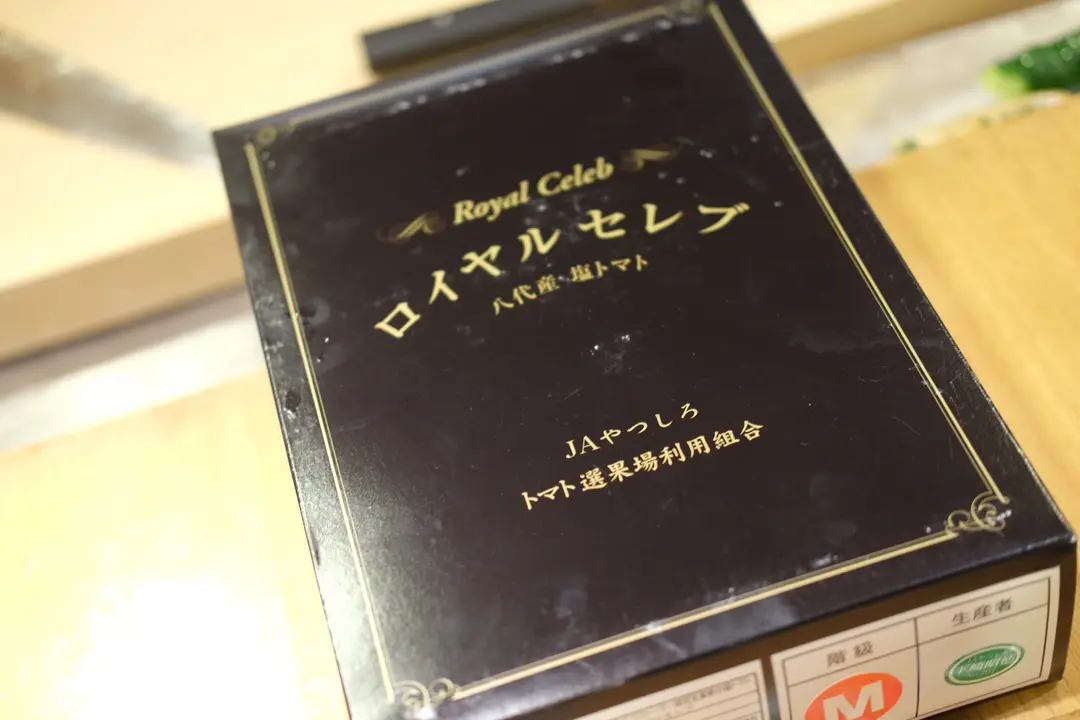 Royal Celeb
ロイヤルセレブ
八代産 塩トマト
JAやつしろ
トマト選果場利用組合
階級
生産者
M